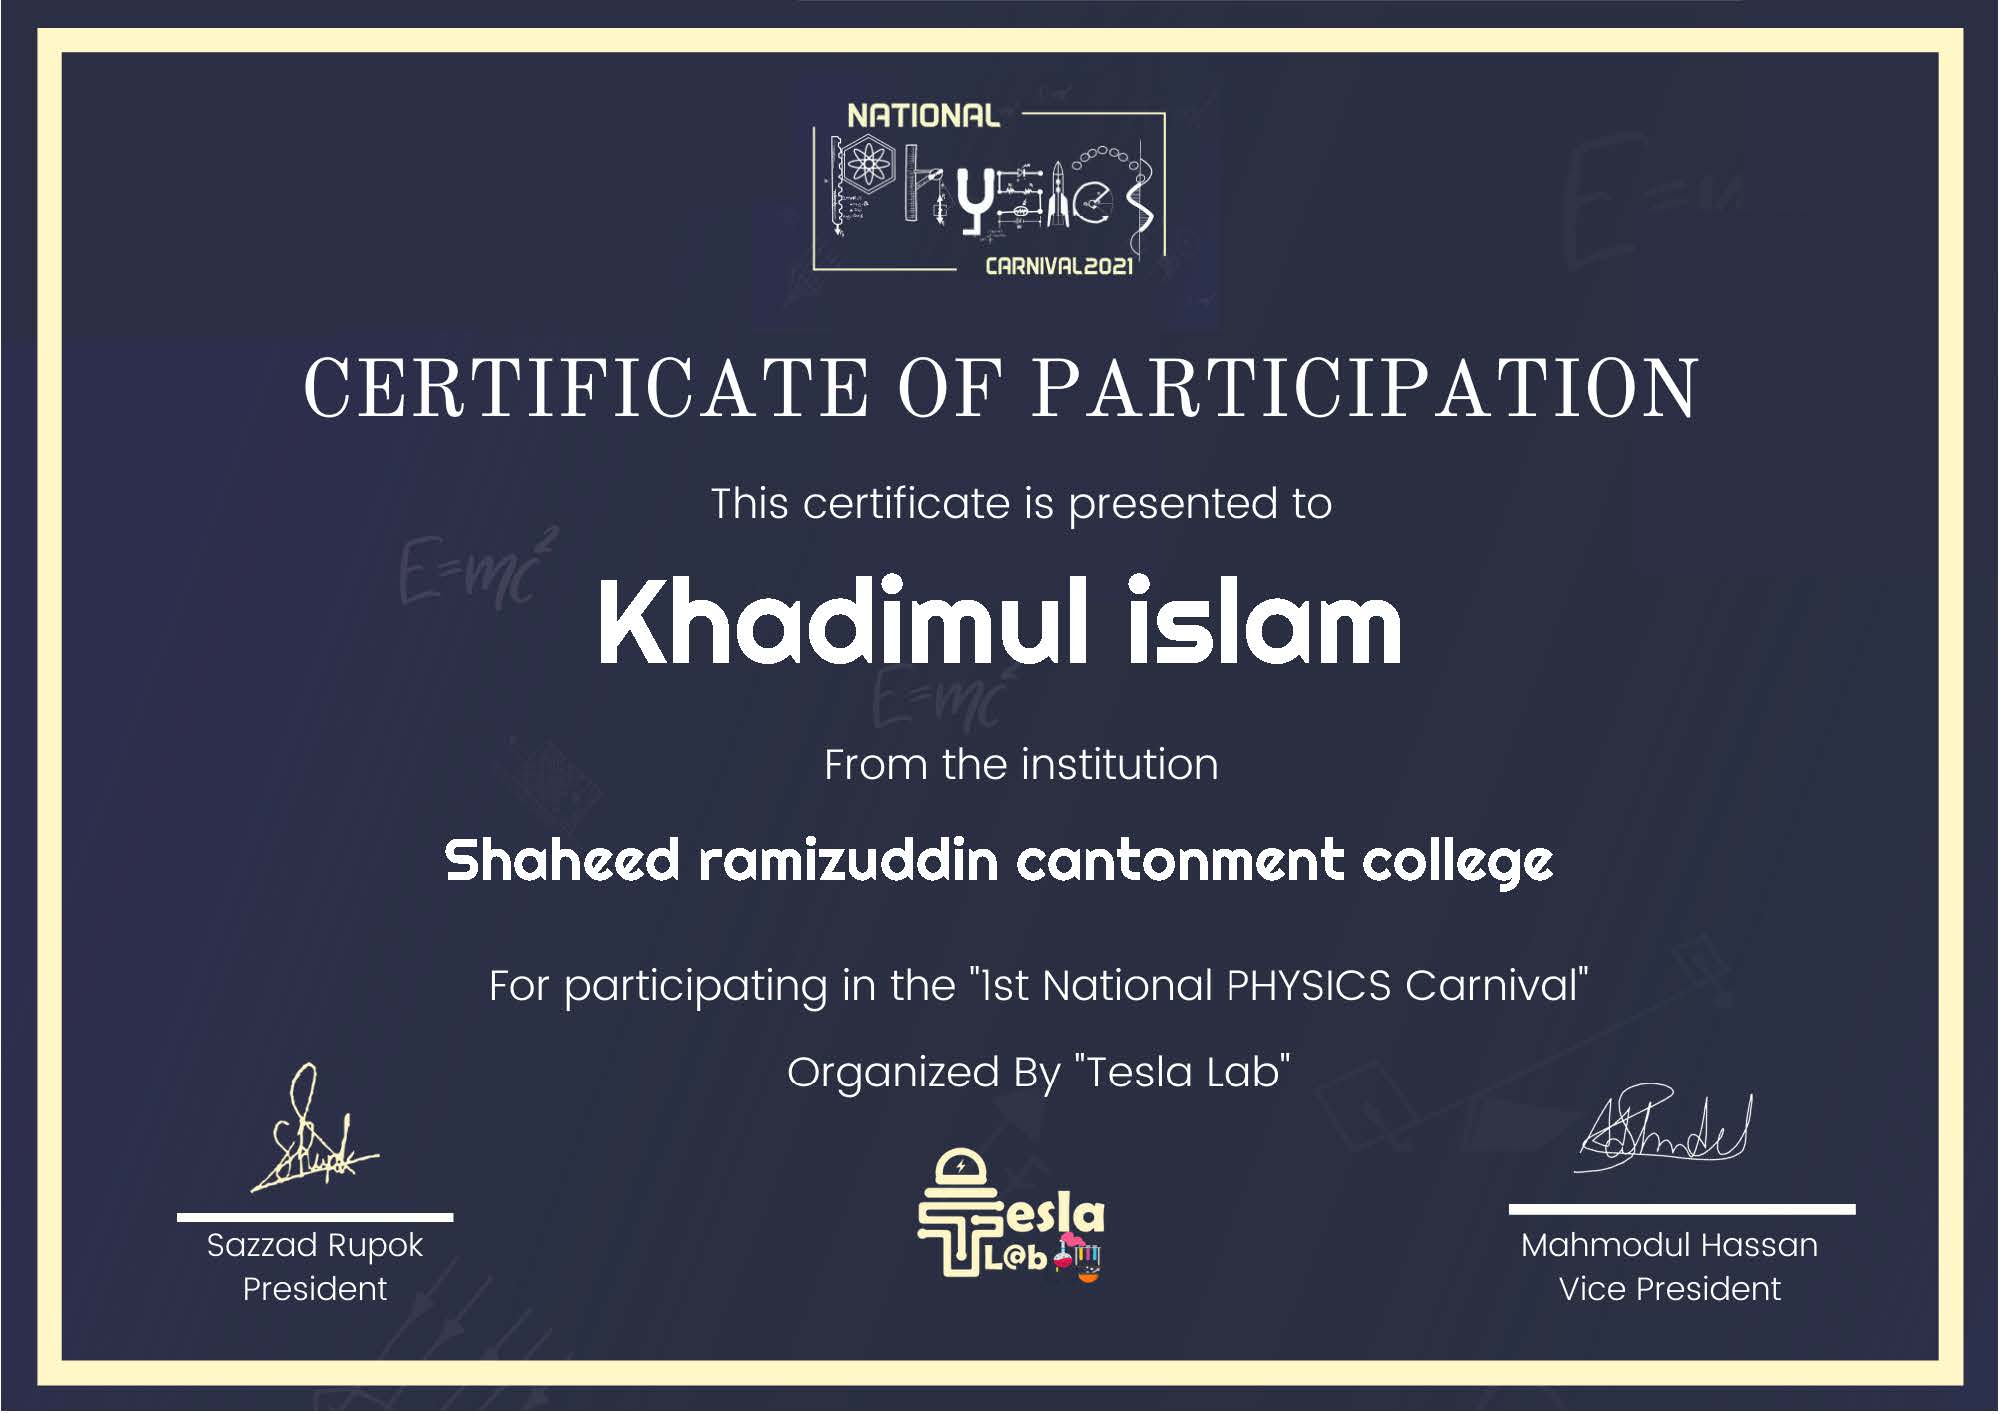 NATIONAL
PhYSICS
CARNIVAL2021
CERTIFICATE OF PARTICIPATION
This certificate is presented to
E=mc²
Khadimul islam
E=mc²
From the institution
Shaheed ramizuddin cantonment college
For participating in the "1st National PHYSICS Carnival"
Organized By "Tesla Lab"
Tesla
L@b
Sazzad Rupok
President
Mahmodul Hassan
Vice President